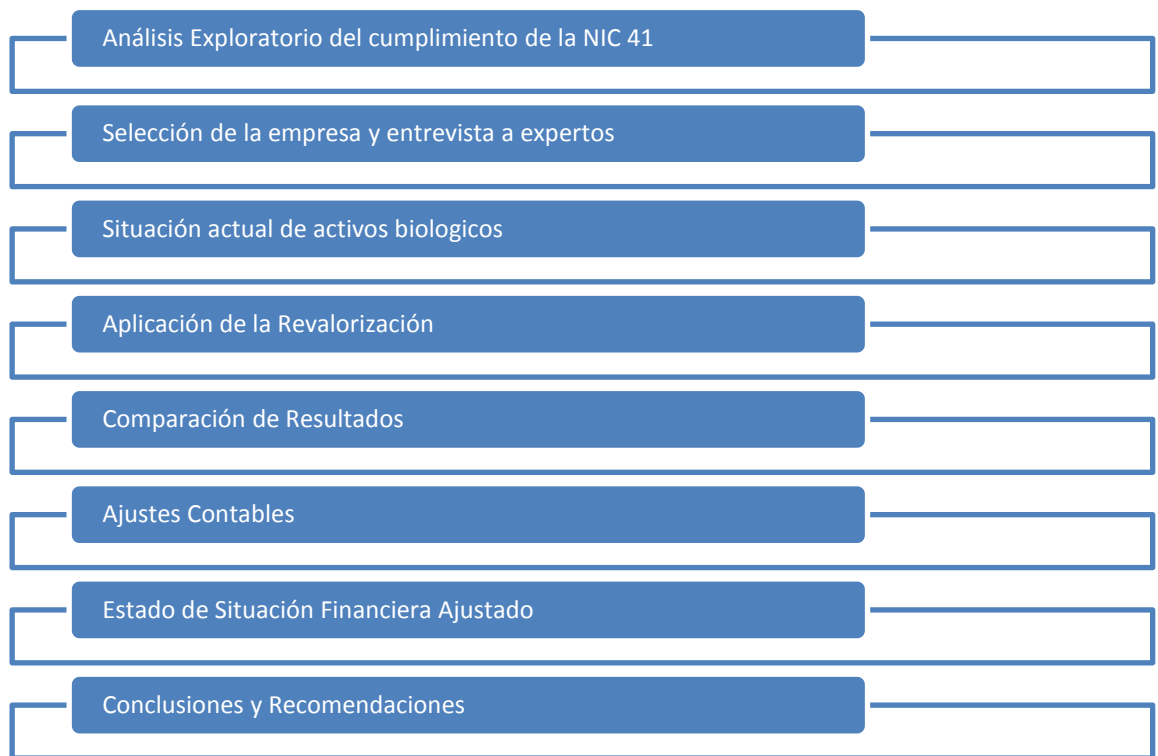 Análisis Exploratorio del cumplimiento de la NIC 41
Selección de la empresa y entrevista a expertos
Situación actual de activos biologicos
Aplicación de la Revalorización
Comparación de Resultados
Ajustes Contables
Estado de Situación Financiera Ajustado
Conclusiones y Recomendaciones